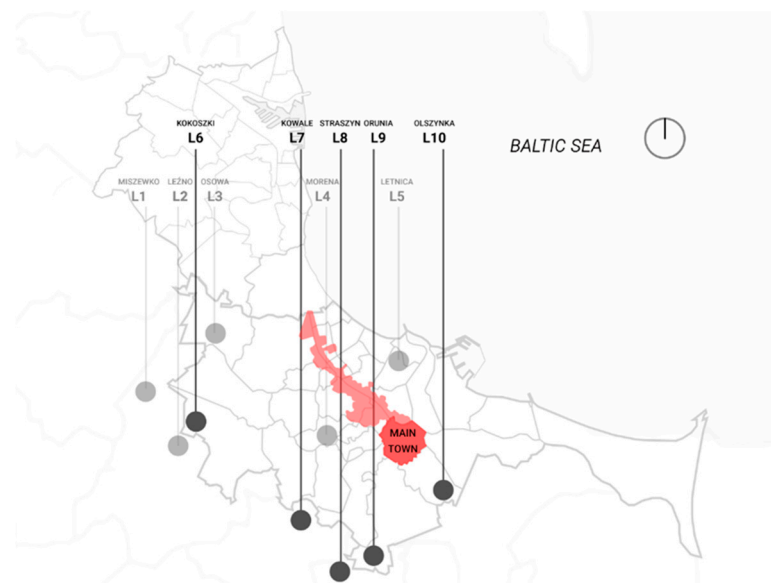 KOKOSZKI KOWALE STRASZYN ORUNIA OLSZYNKA
L6 L7 L8 L9 L10
BALTIC SEA
MISZEWKO LEŹNO OSOWA MORENA LETNICA
L1 L2 L3 L4 L5
MAIN
TOWN